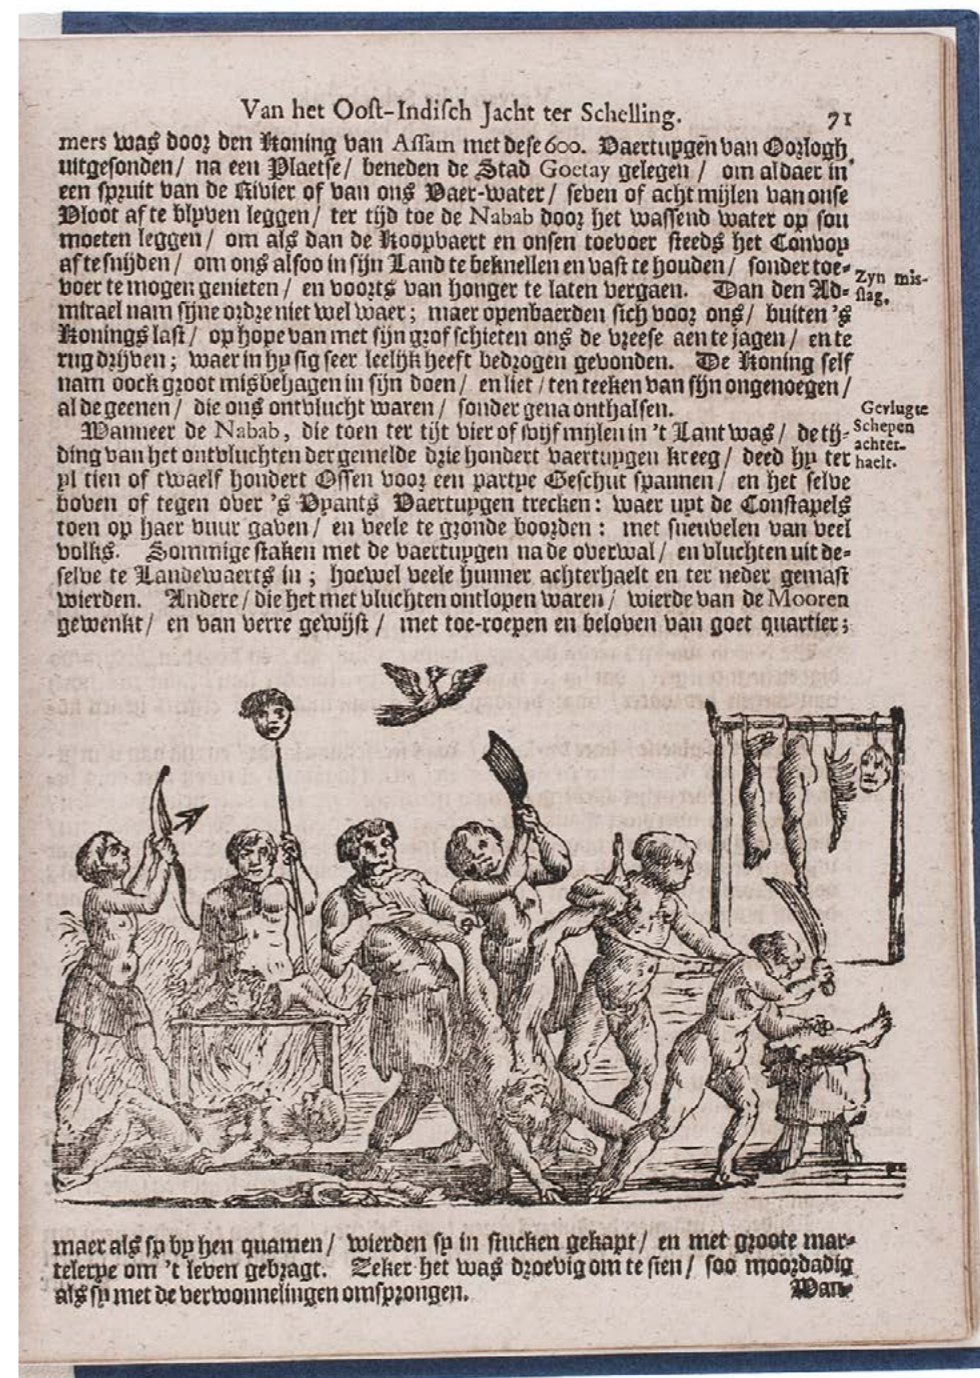 Van het Oost-Indisch Jacht ter Schelling. 71
mers was door den Koning van Assam met dese 600. Vaertuygen van Oorlogh
uitgesonden / na een Plaetse / beneden de Stad Goetay gelegen / om aldaer in
een spruit van de Rivier of van ons Vaer-water / seven of acht mijlen van onse
Vloot af te blyven leggen / ter tijd toe de Nabab door het wassend water op sou
moeten leggen / om als dan de Koopvaert en onsen toevoer steeds het Convoy
af te snijden / om ons alsoo in sijn Land te beknellen en vast te houden / sonder toe-
voer te mogen genieten / en voorts van honger te laten vergaen. Dan den Ad-
Zyn mis-
slag.
mirael nam sijne ordre niet wel waer; maer openbaerden sich voor ons / buiten 's
Konings last / op hope van met sijn grof schieten ons de vreese aen te jagen / en te
rug drijven; waer in hy sig seer leelijk heeft bedrogen gevonden. De Koning self
nam oock groot misbehagen in sijn doen / en liet / ten teeken van sijn ongenoegen /
al de geenen / die ons ontvlucht waren / sonder gena onthalsen.
Wanneer de Nabab, die toen ter tijt vier of vijf mylen in 't Lant was / de tij-
Gevlugte
Schepen
achter-
haelt.
ding van het ontvluchten der gemelde drie hondert vaertuygen kreeg / deed hy ter
yl tien of twaelf hondert Ossen voor een partye Geschut spannen / en het selve
boven of tegen over 's Vyants Vaertuygen trecken: waer uyt de Constapels
toen op haer vuur gaven / en veele te gronde boorden: met sneuvelen van veel
volks. Sommige staken met de vaertuygen na de overwal / en vluchten uit de-
selve te Landewaerts in; hoewel veele hunner achterhaelt en ter neder gemast
wierden. Andere / die het met vluchten ontlopen waren / wierde van de Mooren
gewenkt / en van verre gewijst / met toe-roepen en beloven van goet quartier;
maer als sy by hen quamen / wierden sy in stucken gekapt / en met groote mar-
telerye om 't leven gebragt. Zeker het was droevig om te sien / soo moordadig
als sy met de verwonnelingen omsprongen.
Wan-